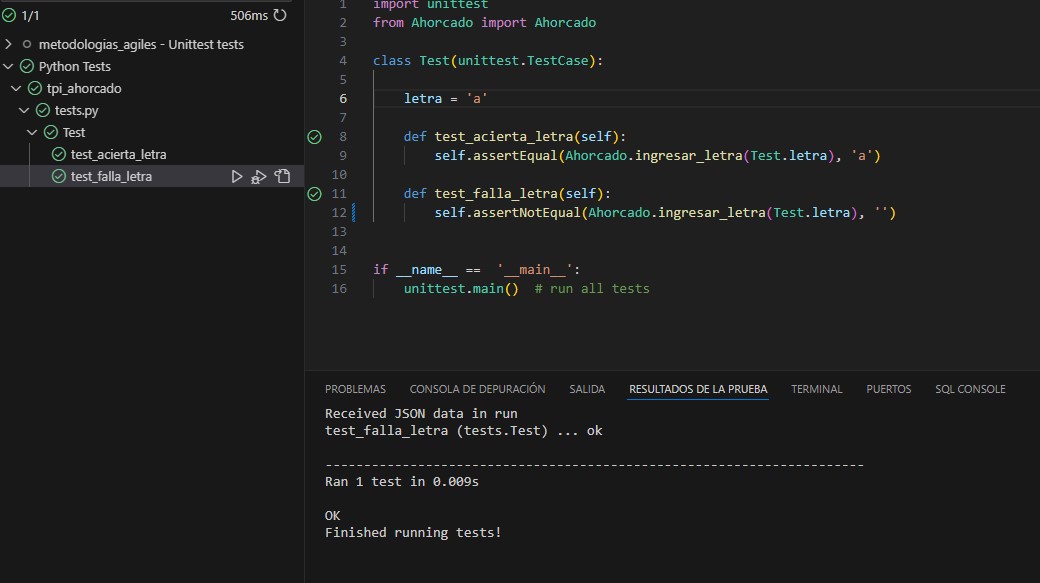 1/1 506ms
metodologias_agiles - Unittest tests
Python Tests
tpi_ahorcado
tests.py
Test
test_acierta_letra
test_falla_letra
1 import unittest
2 from Ahorcado import Ahorcado
3
4 class Test(unittest.TestCase):
5
6 letra = 'a'
7
8 def test_acierta_letra(self):
9 self.assertEqual(Ahorcado.ingresar_letra(Test.letra), 'a')
10
11 def test_falla_letra(self):
12 self.assertNotEqual(Ahorcado.ingresar_letra(Test.letra), '')
13
14
15 if __name__ == '__main__':
16 unittest.main() # run all tests
PROBLEMAS CONSOLA DE DEPURACIÓN SALIDA RESULTADOS DE LA PRUEBA TERMINAL PUERTOS SQL CONSOLE
Received JSON data in run
test_falla_letra (tests.Test) ... ok
----------------------------------------------------------------------
Ran 1 test in 0.009s
OK
Finished running tests!